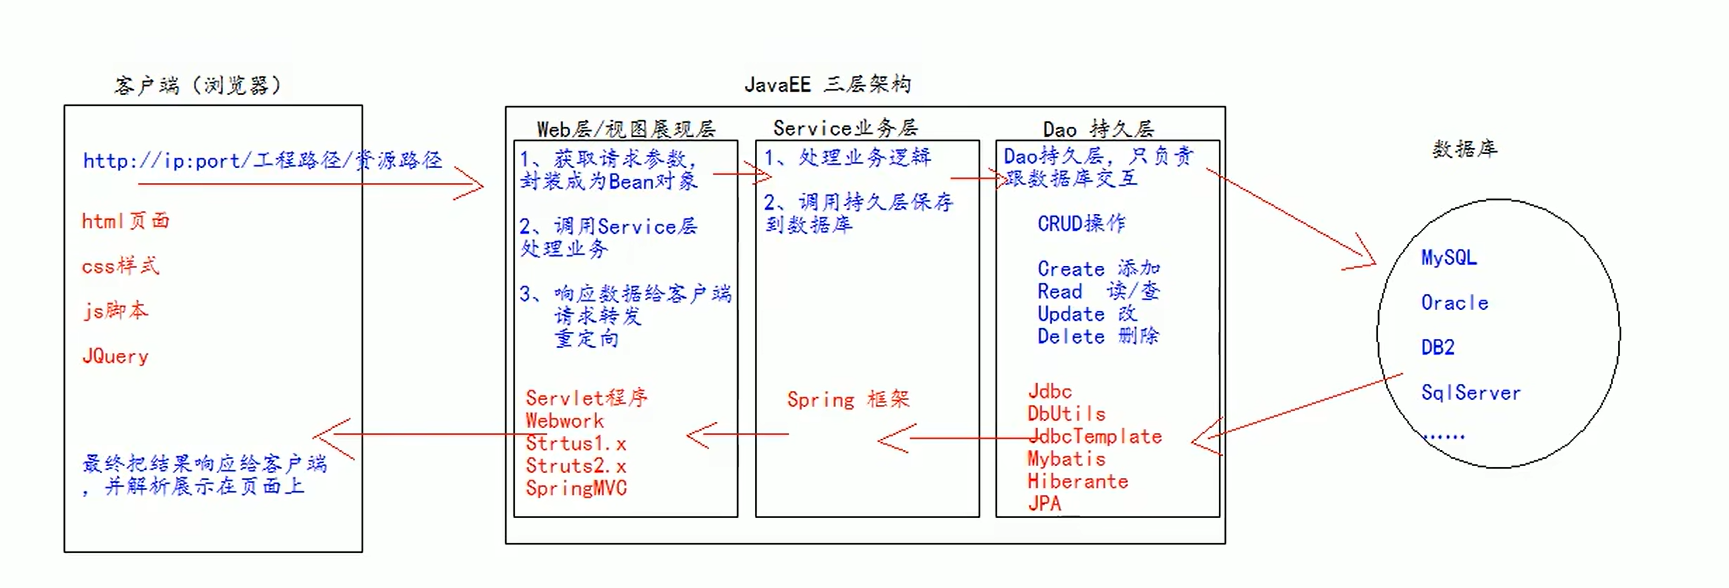 客户端（浏览器）
http://ip:port/工程路径/资源路径
html页面
css样式
js脚本
JQuery
最终把结果响应给客户端
，并解析展示在页面上
JavaEE 三层架构
Web层/视图展现层
1、获取请求参数，
封装成为Bean对象
2、调用Service层
处理业务
3、响应数据给客户端
请求转发
重定向
Servlet程序
Webwork
Strtus1.x
Struts2.x
SpringMVC
Service业务层
1、处理业务逻辑
2、调用持久层保存
到数据库
Spring 框架
Dao 持久层
Dao持久层，只负责
跟数据库交互
CRUD操作
Create 添加
Read 读/查
Update 改
Delete 删除
Jdbc
DbUtils
JdbcTemplate
Mybatis
Hiberante
JPA
数据库
MySQL
Oracle
DB2
SqlServer
......